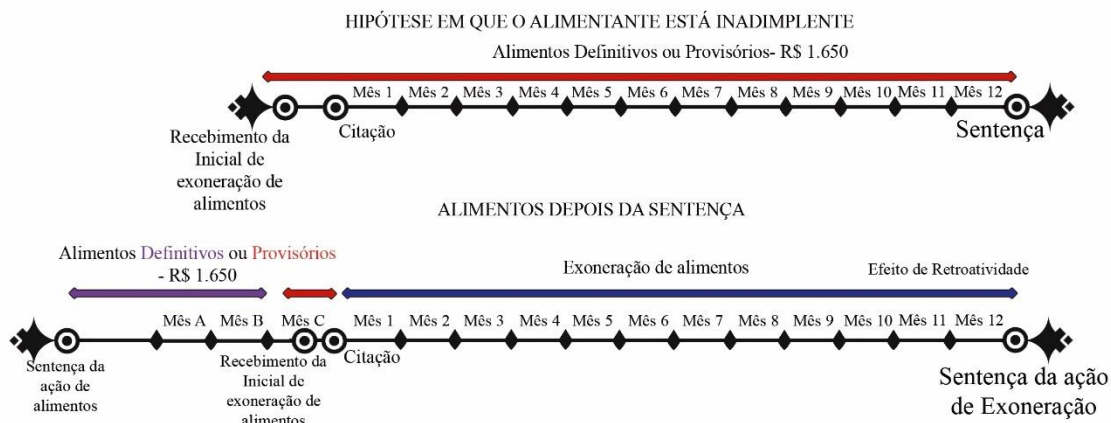 HIPÓTESE EM QUE O ALIMENTANTE ESTÁ INADIMPLENTE
Alimentos Definitivos ou Provisórios- R$ 1.650
Mês 1 Mês 2 Mês 3 Mês 4 Mês 5 Mês 6 Mês 7 Mês 8 Mês 9 Mês 10 Mês 11 Mês 12
Recebimento da
Inicial de
exoneração de
alimentos
Citação
Sentença
ALIMENTOS DEPOIS DA SENTENÇA
Alimentos Definitivos ou Provisórios
- R$ 1.650
Exoneração de alimentos
Efeito de Retroatividade
Mês A Mês B Mês C Mês 1 Mês 2 Mês 3 Mês 4 Mês 5 Mês 6 Mês 7 Mês 8 Mês 9 Mês 10 Mês 11 Mês 12
Sentença da
ação de
alimentos
Recebimento da
Inicial de
exoneração de
alimentos
Citação
Sentença da ação
de Exoneração